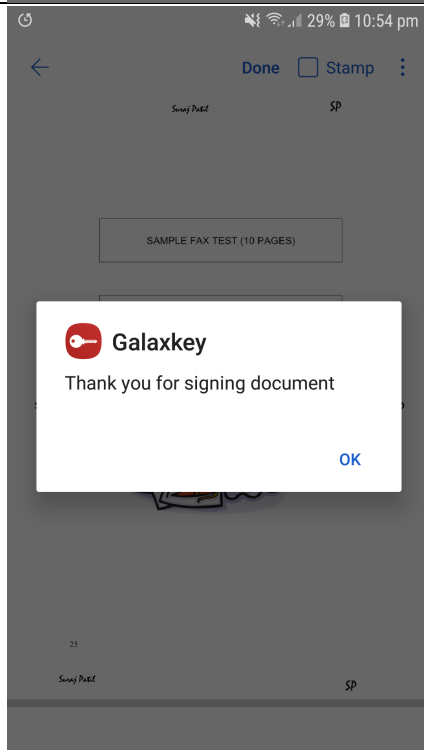 29% 10:54 pm
Done Stamp
Suraj Patil SP
SAMPLE FAX TEST (10 PAGES)
Galaxkey
Thank you for signing document
OK
25
Suraj Patil SP